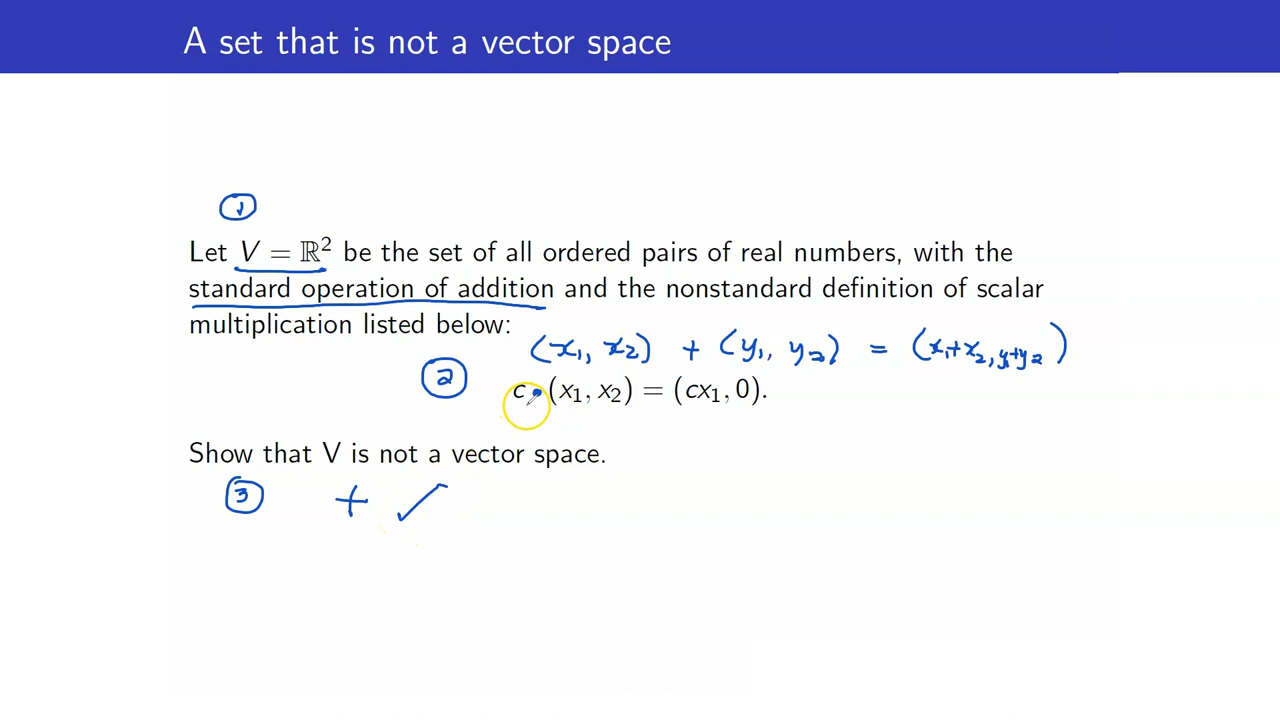 A set that is not a vector space
①
Let V = ℝ² be the set of all ordered pairs of real numbers, with the
standard operation of addition and the nonstandard definition of scalar
multiplication listed below:
(x₁, x₂) + (y₁, y₂) = (x₁+x₂, y₁+y₂)
②
c · (x₁, x₂) = (cx₁, 0).
Show that V is not a vector space.
③ + ✓